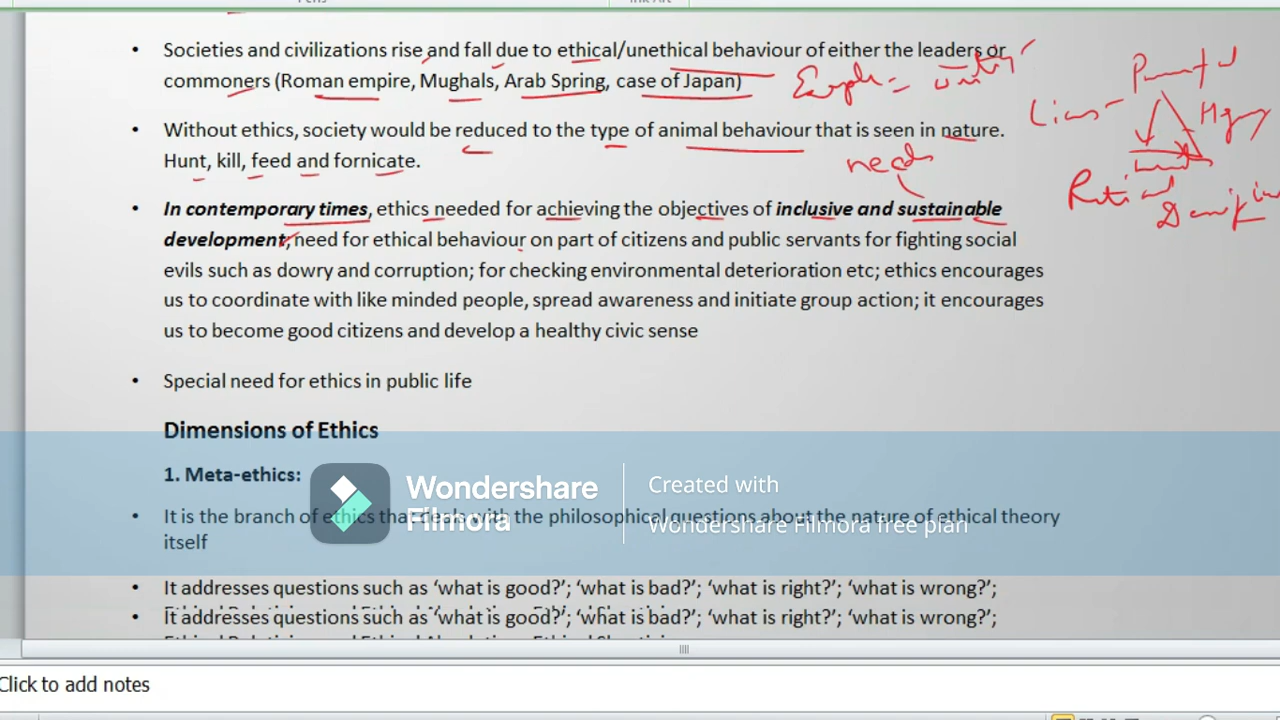 • Societies and civilizations rise and fall due to ethical/unethical behaviour of either the leaders or
commoners (Roman empire, Mughals, Arab Spring, case of Japan)
• Without ethics, society would be reduced to the type of animal behaviour that is seen in nature.
Hunt, kill, feed and fornicate.
needs
• In contemporary times, ethics needed for achieving the objectives of inclusive and sustainable
development, need for ethical behaviour on part of citizens and public servants for fighting social
evils such as dowry and corruption; for checking environmental deterioration etc; ethics encourages
us to coordinate with like minded people, spread awareness and initiate group action; it encourages
us to become good citizens and develop a healthy civic sense
• Special need for ethics in public life
Dimensions of Ethics
1. Meta-ethics:
Wondershare
Filmora
Created with
Wondershare Filmora free plan
• It is the branch of ethics that deals with the philosophical questions about the nature of ethical theory
itself
• It addresses questions such as ‘what is good?’; ‘what is bad?’; ‘what is right?’; ‘what is wrong?’;
• It addresses questions such as ‘what is good?’; ‘what is bad?’; ‘what is right?’; ‘what is wrong?’;
Click to add notes